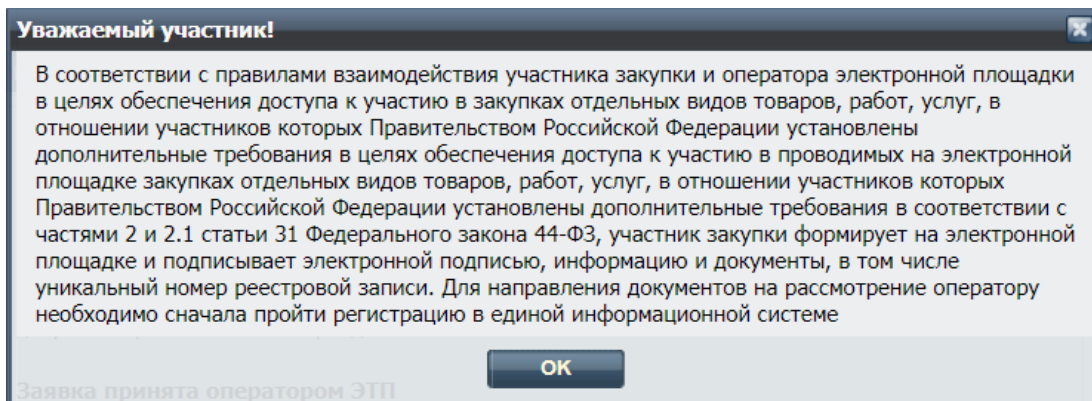 Уважаемый участник!
В соответствии с правилами взаимодействия участника закупки и оператора электронной площадки
в целях обеспечения доступа к участию в закупках отдельных видов товаров, работ, услуг, в
отношении участников которых Правительством Российской Федерации установлены
дополнительные требования в целях обеспечения доступа к участию в проводимых на электронной
площадке закупках отдельных видов товаров, работ, услуг, в отношении участников которых
Правительством Российской Федерации установлены дополнительные требования в соответствии с
частями 2 и 2.1 статьи 31 Федерального закона 44-ФЗ, участник закупки формирует на электронной
площадке и подписывает электронной подписью, информацию и документы, в том числе
уникальный номер реестровой записи. Для направления документов на рассмотрение оператору
необходимо сначала пройти регистрацию в единой информационной системе
ОК
Заявка принята оператором ЭТП